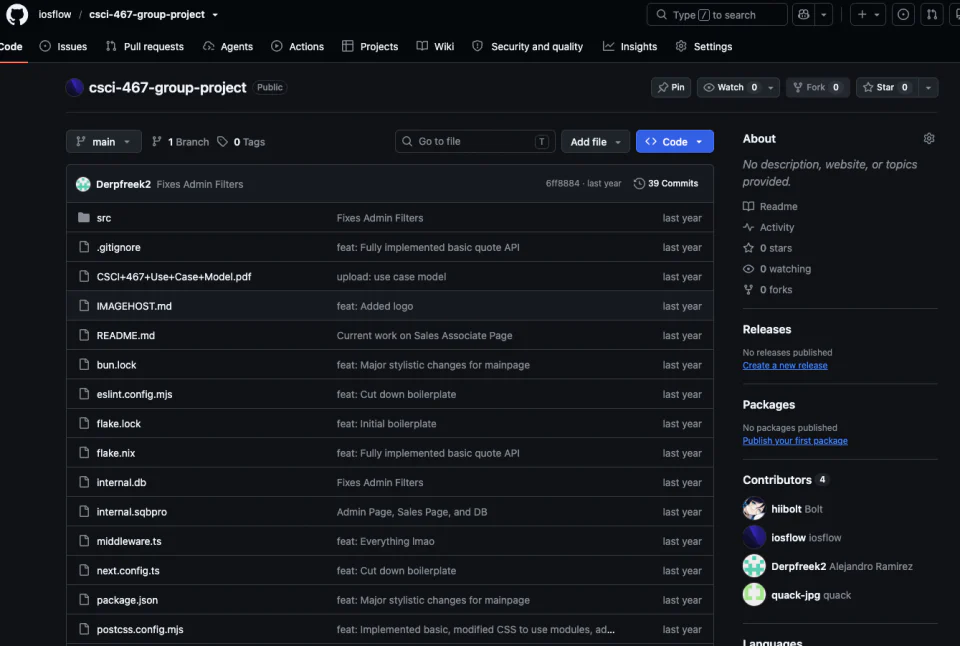 iosflow / csci-467-group-project
Type / to search
Code Issues Pull requests Agents Actions Projects Wiki Security and quality Insights Settings
csci-467-group-project Public
Pin Watch 0 Fork 0 Star 0
main 1 Branch 0 Tags Go to file T Add file Code
Derpfreek2 Fixes Admin Filters 6ff8884 · last year 39 Commits
src Fixes Admin Filters last year
.gitignore feat: Fully implemented basic quote API last year
CSCI+467+Use+Case+Model.pdf upload: use case model last year
IMAGEHOST.md feat: Added logo last year
README.md Current work on Sales Associate Page last year
bun.lock feat: Major stylistic changes for mainpage last year
eslint.config.mjs feat: Cut down boilerplate last year
flake.lock feat: Initial boilerplate last year
flake.nix feat: Fully implemented basic quote API last year
internal.db Fixes Admin Filters last year
internal.sqbpro Admin Page, Sales Page, and DB last year
middleware.ts feat: Everything lmao last year
next.config.ts feat: Cut down boilerplate last year
package.json feat: Major stylistic changes for mainpage last year
postcss.config.mjs feat: Implemented basic, modified CSS to use modules, ad... last year
About
No description, website, or topics
provided.
Readme
Activity
0 stars
0 watching
0 forks
Releases
No releases published
Create a new release
Packages
No packages published
Publish your first package
Contributors 4
hiibolt Bolt
iosflow iosflow
Derpfreek2 Alejandro Ramirez
quack-jpg quack
Languages